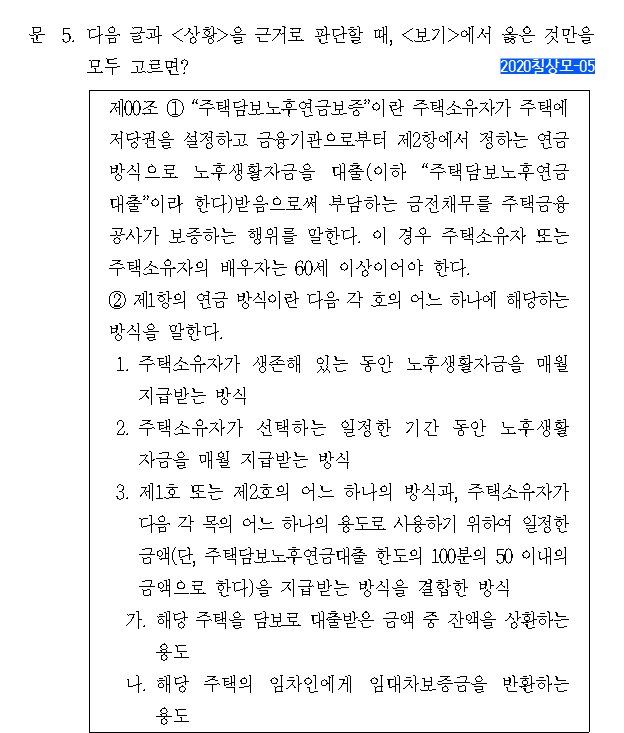 문 5. 다음 글과 <상황>을 근거로 판단할 때, <보기>에서 옳은 것만을
모두 고르면?
2020침상모-05
제00조 ① “주택담보노후연금보증”이란 주택소유자가 주택에
저당권을 설정하고 금융기관으로부터 제2항에서 정하는 연금
방식으로 노후생활자금을 대출(이하 “주택담보노후연금
대출”이라 한다)받음으로써 부담하는 금전채무를 주택금융
공사가 보증하는 행위를 말한다. 이 경우 주택소유자 또는
주택소유자의 배우자는 60세 이상이어야 한다.
② 제1항의 연금 방식이란 다음 각 호의 어느 하나에 해당하는
방식을 말한다.
1. 주택소유자가 생존해 있는 동안 노후생활자금을 매월
지급받는 방식
2. 주택소유자가 선택하는 일정한 기간 동안 노후생활
자금을 매월 지급받는 방식
3. 제1호 또는 제2호의 어느 하나의 방식과, 주택소유자가
다음 각 목의 어느 하나의 용도로 사용하기 위하여 일정한
금액(단, 주택담보노후연금대출 한도의 100분의 50 이내의
금액으로 한다)을 지급받는 방식을 결합한 방식
가. 해당 주택을 담보로 대출받은 금액 중 잔액을 상환하는
용도
나. 해당 주택의 임차인에게 임대차보증금을 반환하는
용도